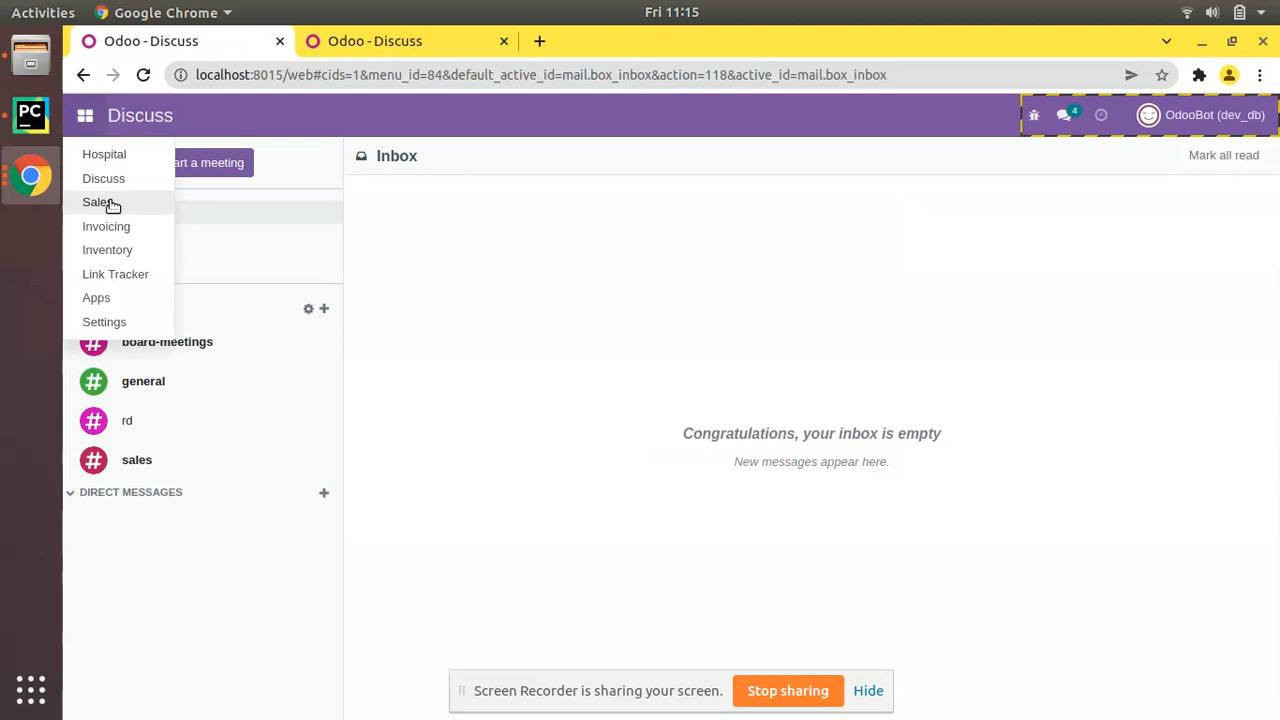 Activities
Google Chrome
Fri 11:15
Odoo - Discuss
Odoo - Discuss
localhost:8015/web#cids=1&menu_id=84&default_active_id=mail.box_inbox&action=118&active_id=mail.box_inbox
Discuss
4
OdooBot (dev_db)
Hospital
Discuss
Sales
Invoicing
Inventory
Link Tracker
Apps
Settings
art a meeting
Inbox
Mark all read
board-meetings
general
rd
sales
DIRECT MESSAGES
Congratulations, your inbox is empty
New messages appear here.
Screen Recorder is sharing your screen.
Stop sharing
Hide
PC